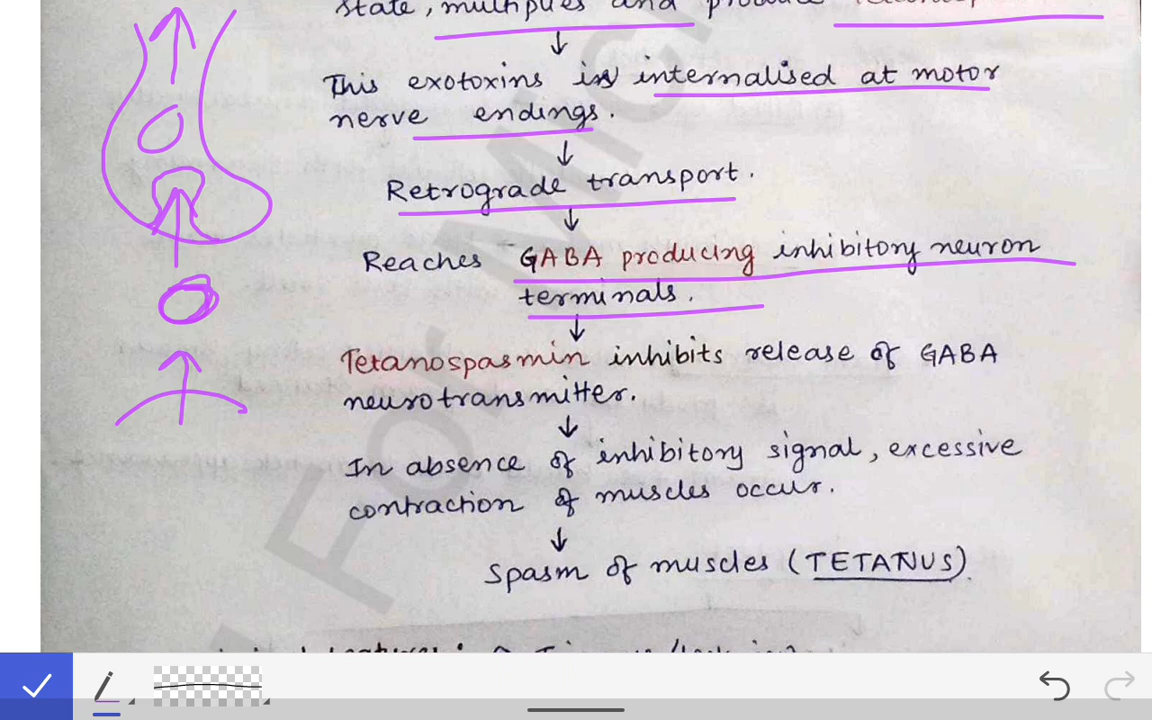 state, multiplies and produce
This exotoxins is internalised at motor
nerve endings.
Retrograde transport.
Reaches GABA producing inhibitory neuron
terminals.
Tetanospasmin inhibits release of GABA
neurotransmitter.
In absence of inhibitory signal, excessive
contraction of muscles occur.
Spasm of muscles (TETANUS).